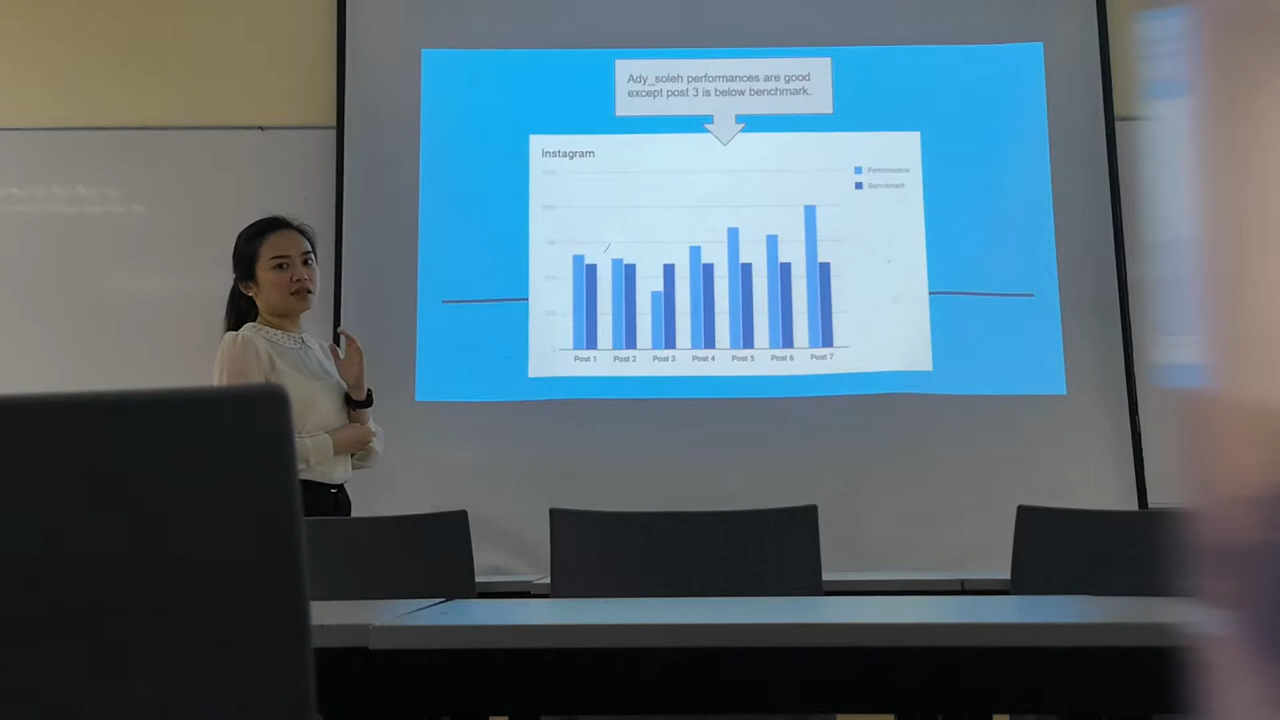 Ady_soleh performances are good
except post 3 is below benchmark.
Instagram
Performance
Benchmark
Post 1 Post 2 Post 3 Post 4 Post 5 Post 6 Post 7